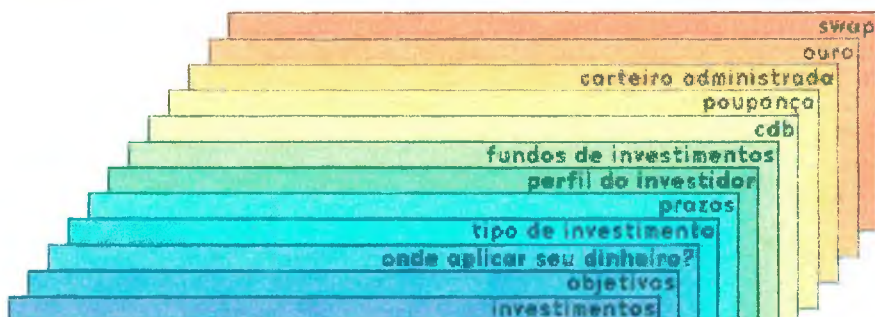 swap
ouro
carteira administrada
poupança
cdb
fundos de investimentos
perfil do investidor
prazos
tipo de investimento
onde aplicar seu dinheiro?
objetivos
investimentos